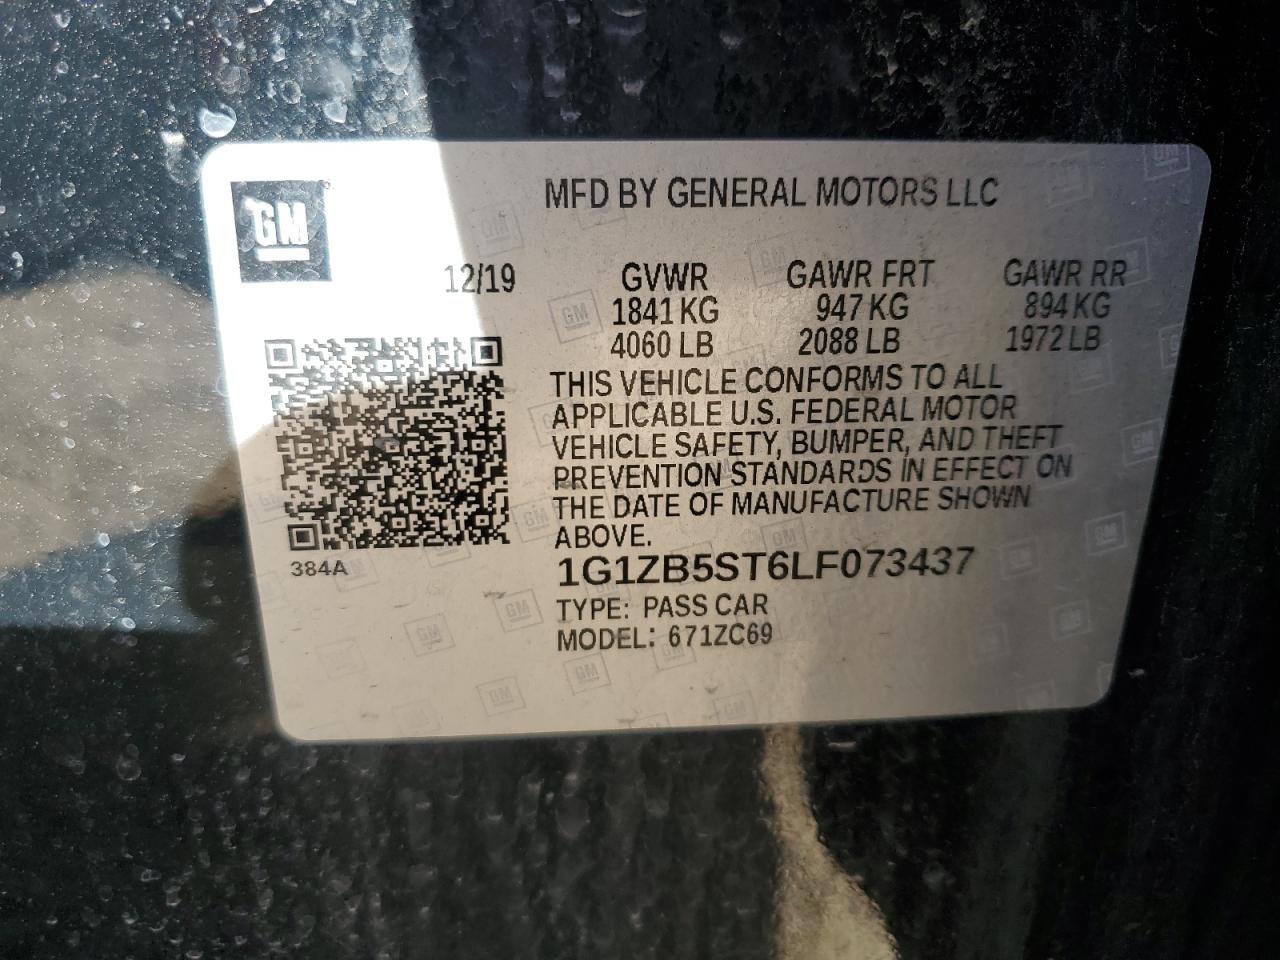 GM
MFD BY GENERAL MOTORS LLC
12/19 GVWR GAWR FRT GAWR RR
1841 KG 947 KG 894 KG
4060 LB 2088 LB 1972 LB
THIS VEHICLE CONFORMS TO ALL
APPLICABLE U.S. FEDERAL MOTOR
VEHICLE SAFETY, BUMPER, AND THEFT
PREVENTION STANDARDS IN EFFECT ON
THE DATE OF MANUFACTURE SHOWN
ABOVE.
384A
1G1ZB5ST6LF073437
TYPE: PASS CAR
MODEL: 671ZC69